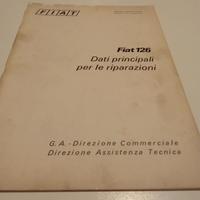 FIAT
Fiat 126
Dati principali
per le riparazioni
G.A.-Direzione Commerciale
Direzione Assistenza Tecnica